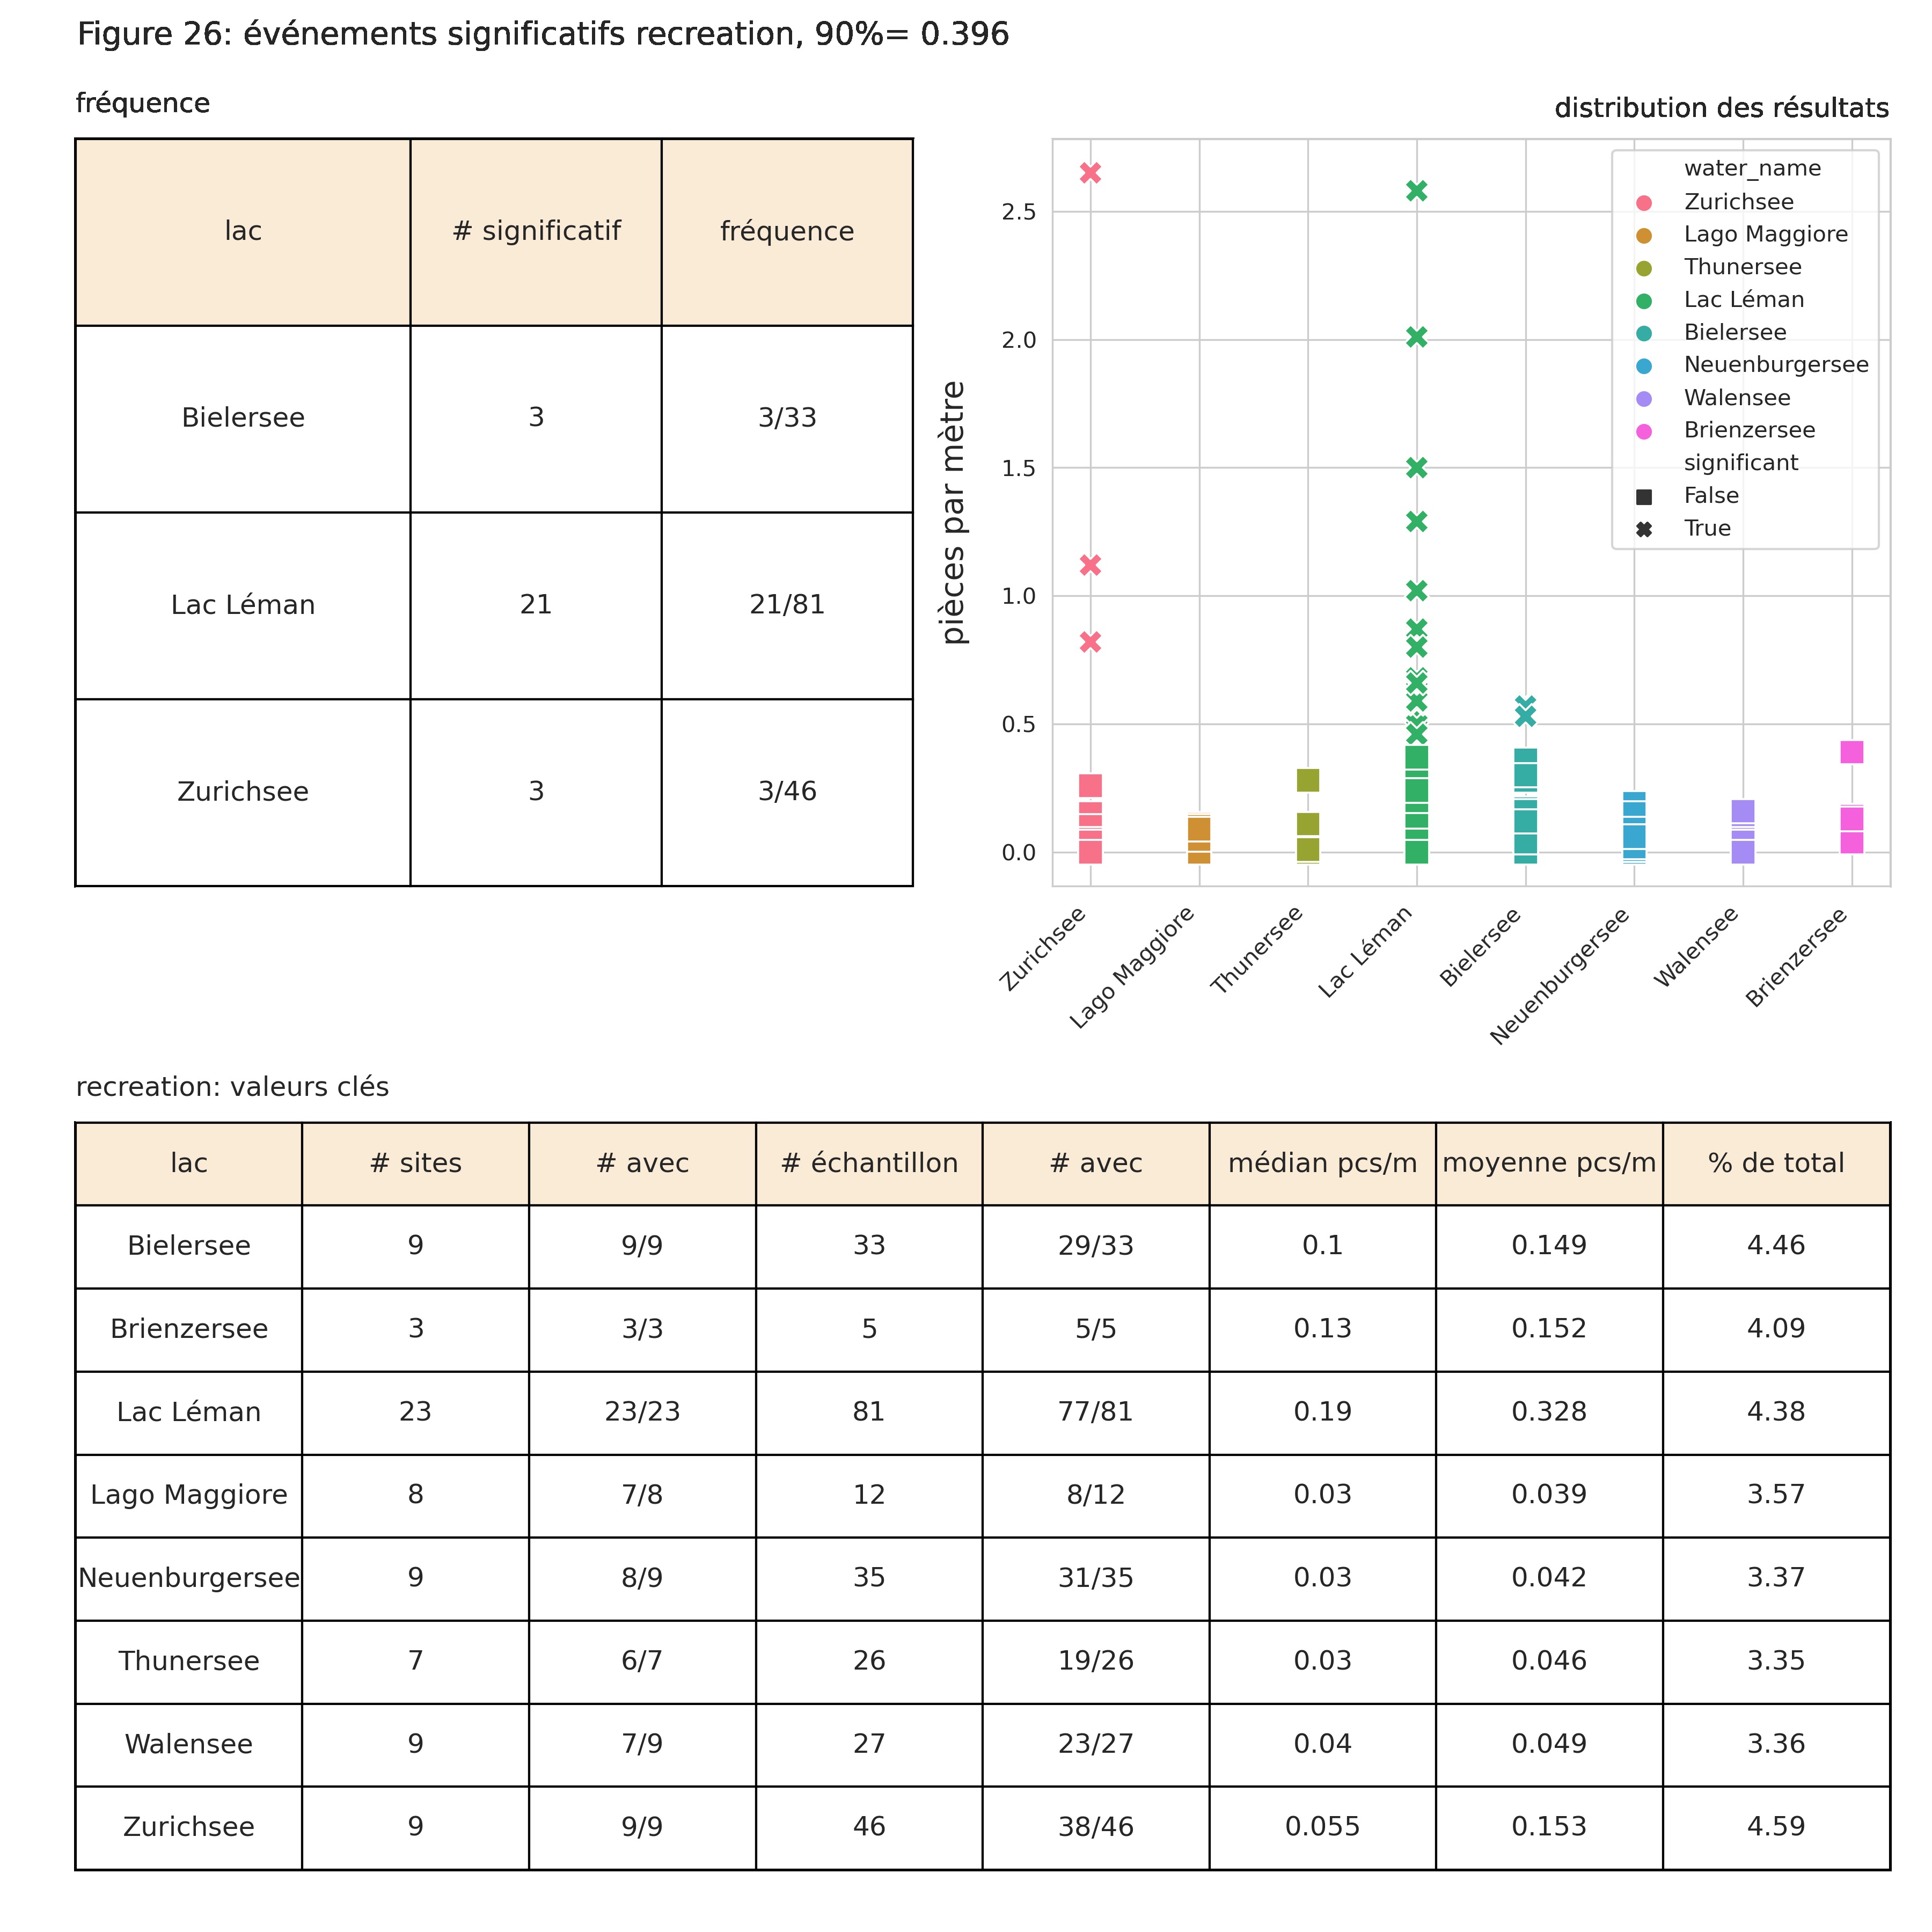 Figure 26: événements significatifs recreation, 90%= 0.396
fréquence
lac # significatif fréquence
Bielersee 3 3/33
Lac Léman 21 21/81
Zurichsee 3 3/46
distribution des résultats
pièces par mètre
2.5
2.0
1.5
1.0
0.5
0.0
water_name
Zurichsee
Lago Maggiore
Thunersee
Lac Léman
Bielersee
Neuenburgersee
Walensee
Brienzersee
significant
False
True
Zurichsee
Lago Maggiore
Thunersee
Lac Léman
Bielersee
Neuenburgersee
Walensee
Brienzersee
recreation: valeurs clés
lac # sites # avec # échantillon # avec médian pcs/m moyenne pcs/m % de total
Bielersee 9 9/9 33 29/33 0.1 0.149 4.46
Brienzersee 3 3/3 5 5/5 0.13 0.152 4.09
Lac Léman 23 23/23 81 77/81 0.19 0.328 4.38
Lago Maggiore 8 7/8 12 8/12 0.03 0.039 3.57
Neuenburgersee 9 8/9 35 31/35 0.03 0.042 3.37
Thunersee 7 6/7 26 19/26 0.03 0.046 3.35
Walensee 9 7/9 27 23/27 0.04 0.049 3.36
Zurichsee 9 9/9 46 38/46 0.055 0.153 4.59